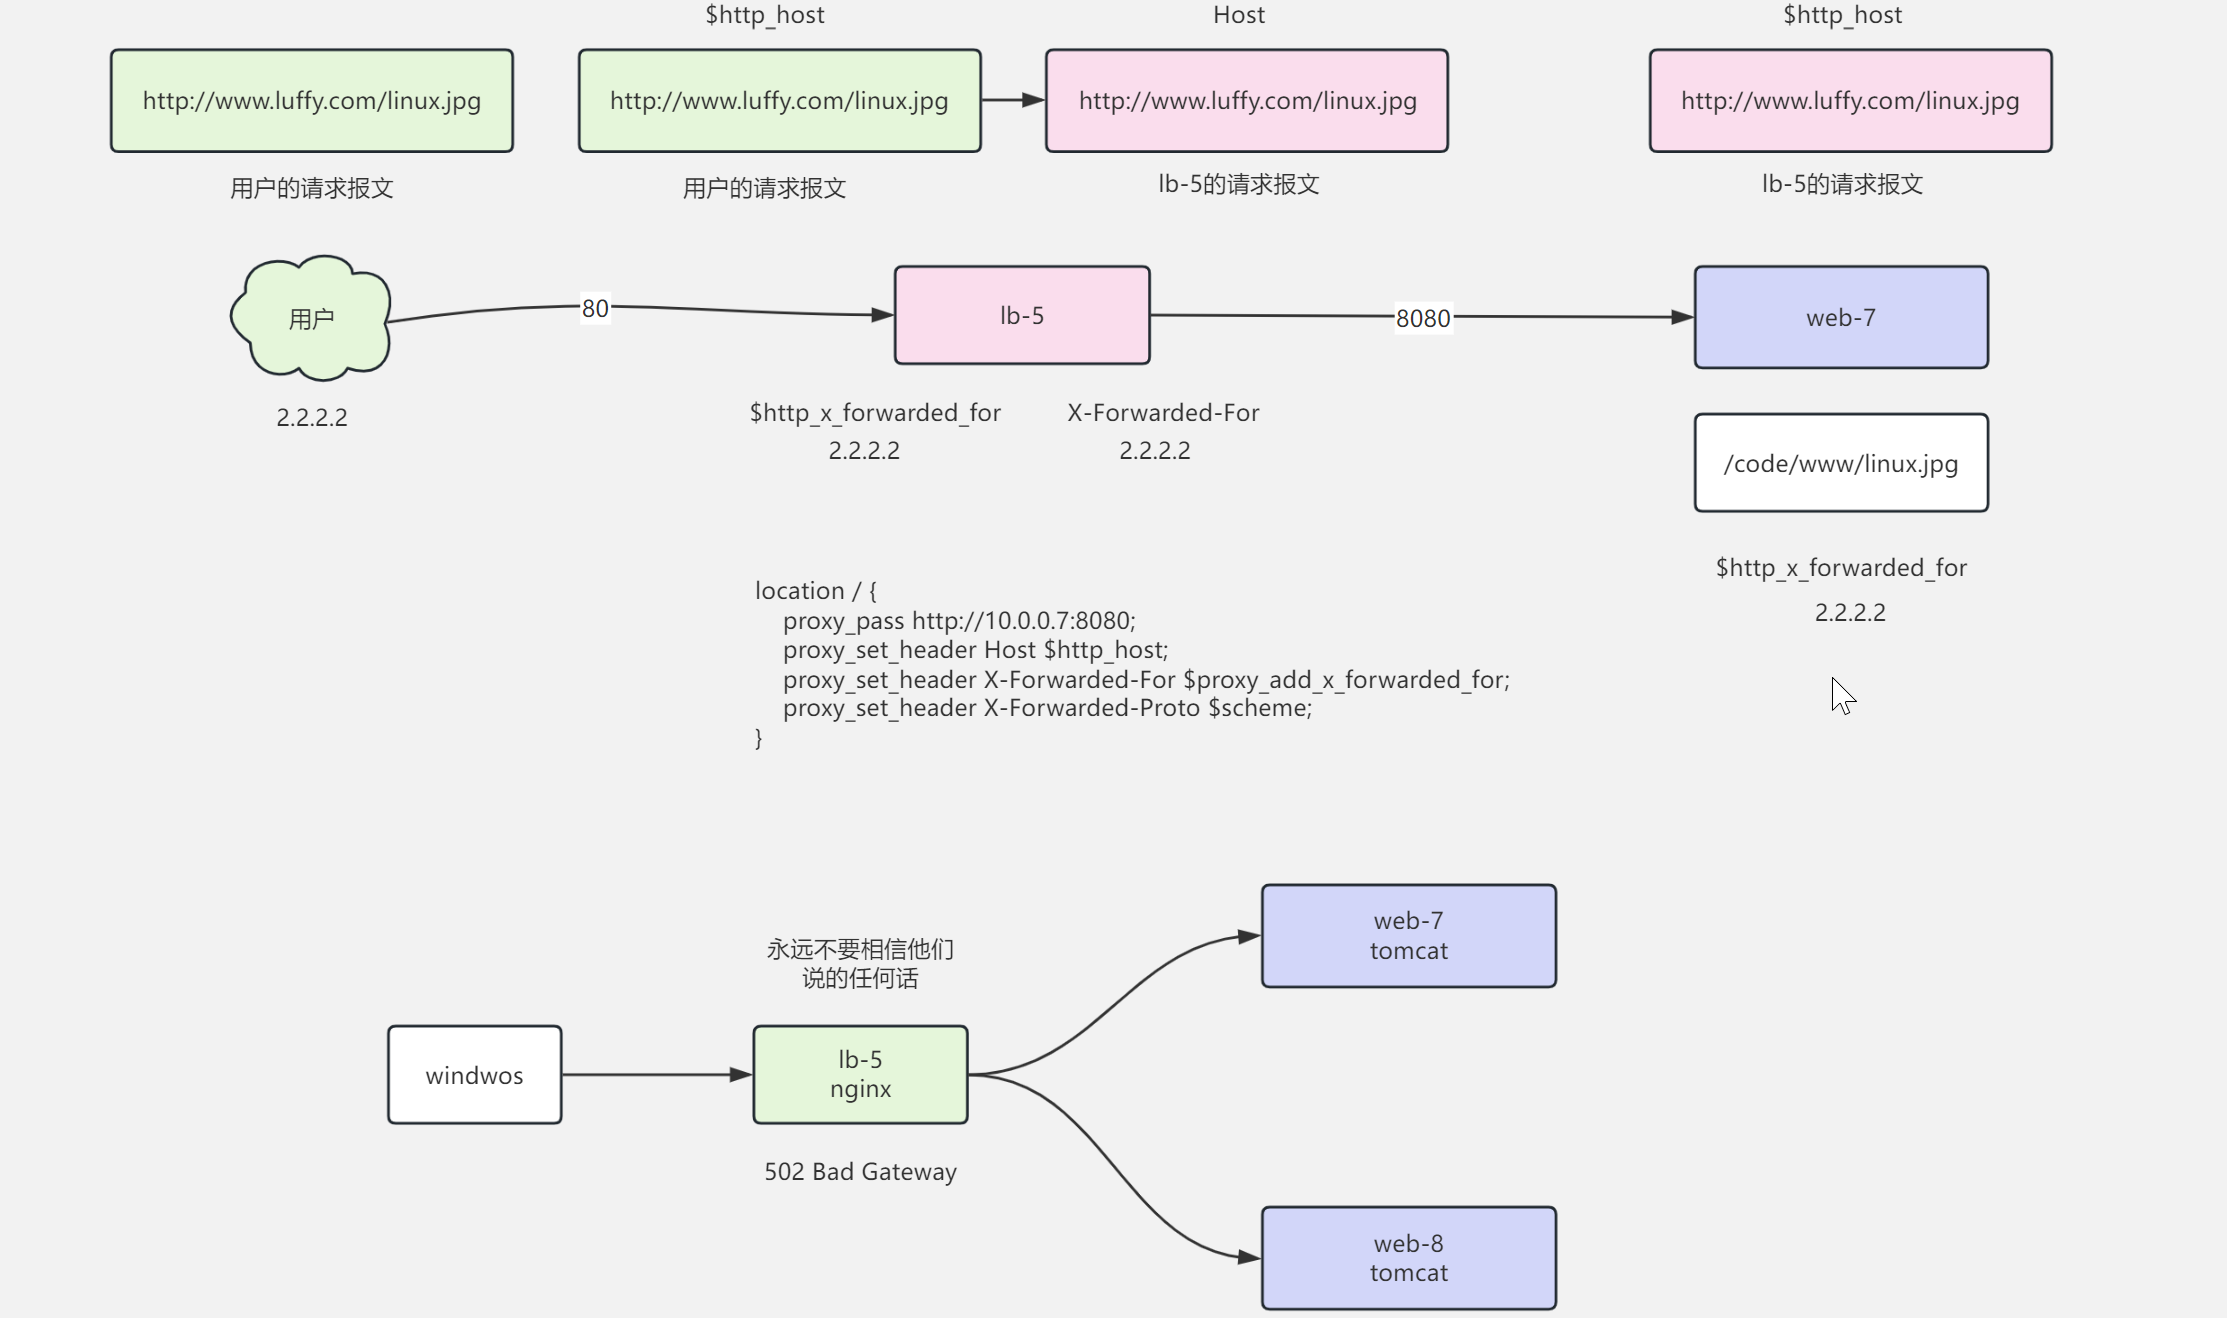 $http_host
Host
$http_host
http://www.luffy.com/linux.jpg
http://www.luffy.com/linux.jpg
http://www.luffy.com/linux.jpg
http://www.luffy.com/linux.jpg
用户的请求报文
用户的请求报文
lb-5的请求报文
lb-5的请求报文
用户
80
lb-5
8080
web-7
2.2.2.2
$http_x_forwarded_for
2.2.2.2
X-Forwarded-For
2.2.2.2
/code/www/linux.jpg
$http_x_forwarded_for
2.2.2.2
location / {
proxy_pass http://10.0.0.7:8080;
proxy_set_header Host $http_host;
proxy_set_header X-Forwarded-For $proxy_add_x_forwarded_for;
proxy_set_header X-Forwarded-Proto $scheme;
}
永远不要相信他们
说的任何话
windwos
lb-5
nginx
502 Bad Gateway
web-7
tomcat
web-8
tomcat